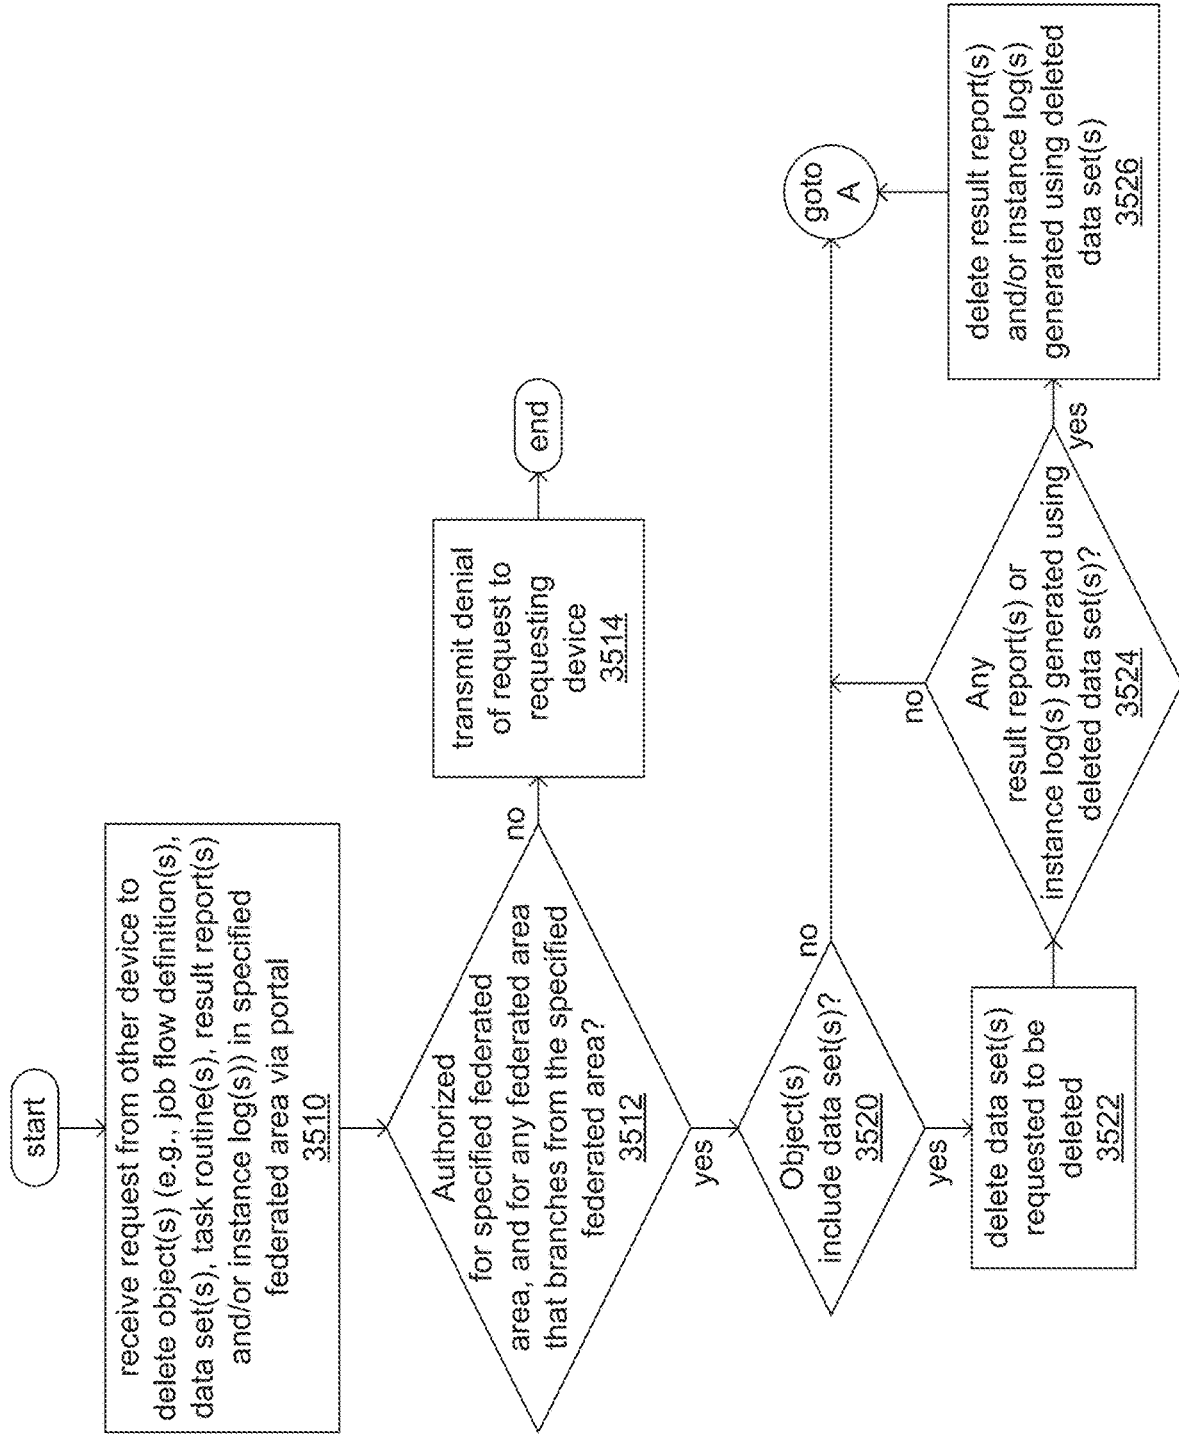 start
receive request from other device to
delete object(s) (e.g., job flow definition(s),
data set(s), task routine(s), result report(s)
and/or instance log(s)) in specified
federated area via portal
3510
Authorized
for specified federated
area, and for any federated area
that branches from the specified
federated area?
3512
no
transmit denial
of request to
requesting
device
3514
end
yes
Object(s)
include data set(s)?
3520
no
yes
delete data set(s)
requested to be
deleted
3522
Any
result report(s) or
instance log(s) generated using
deleted data set(s)?
3524
no
yes
delete result report(s)
and/or instance log(s)
generated using deleted
data set(s)
3526
goto
A